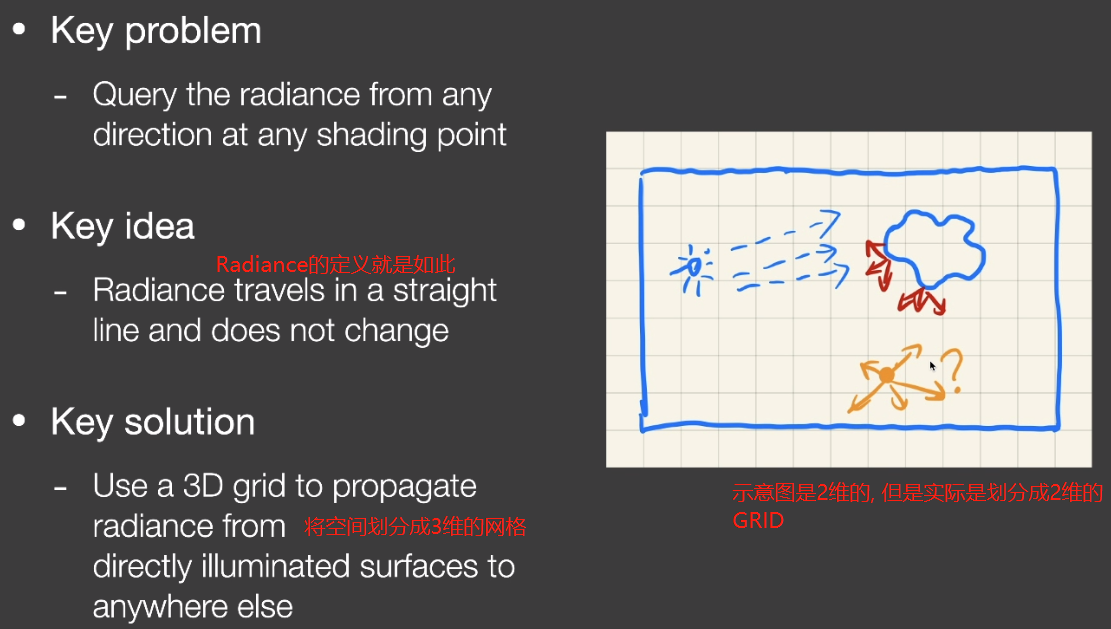 • Key problem
- Query the radiance from any
direction at any shading point
• Key idea
Radiance的定义就是如此
- Radiance travels in a straight
line and does not change
• Key solution
- Use a 3D grid to propagate
radiance from 将空间划分成3维的网格
directly illuminated surfaces to
anywhere else
?
示意图是2维的, 但是实际是划分成2维的
GRID